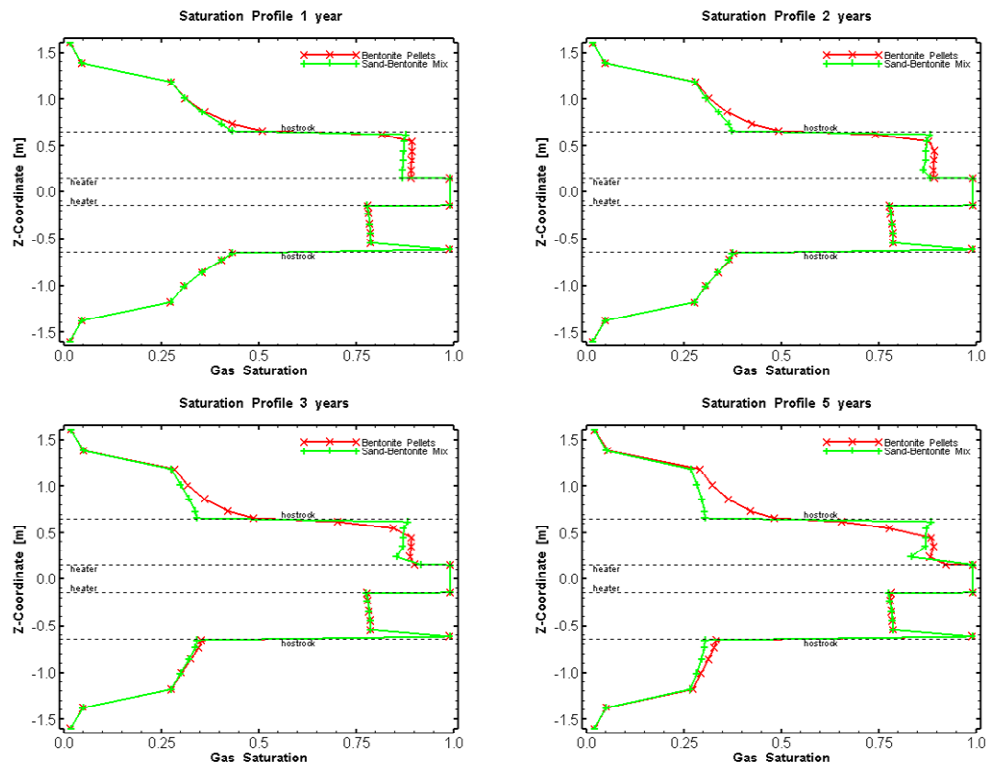 Saturation Profile 1 year
Bentonite Pellets
Sand-Bentonite Mix
hostrock
heater
heater
hostrock
Z-Coordinate [m]
1.5
1.0
0.5
0.0
-0.5
-1.0
-1.5
0.0 0.25 0.5 0.75 1.0
Gas Saturation
Saturation Profile 2 years
Bentonite Pellets
Sand-Bentonite Mix
hostrock
heater
heater
hostrock
Z-Coordinate [m]
1.5
1.0
0.5
0.0
-0.5
-1.0
-1.5
0.0 0.25 0.5 0.75 1.0
Gas Saturation
Saturation Profile 3 years
Bentonite Pellets
Sand-Bentonite Mix
hostrock
heater
heater
hostrock
Z-Coordinate [m]
1.5
1.0
0.5
0.0
-0.5
-1.0
-1.5
0.0 0.25 0.5 0.75 1.0
Gas Saturation
Saturation Profile 5 years
Bentonite Pellets
Sand-Bentonite Mix
hostrock
heater
heater
hostrock
Z-Coordinate [m]
1.5
1.0
0.5
0.0
-0.5
-1.0
-1.5
0.0 0.25 0.5 0.75 1.0
Gas Saturation